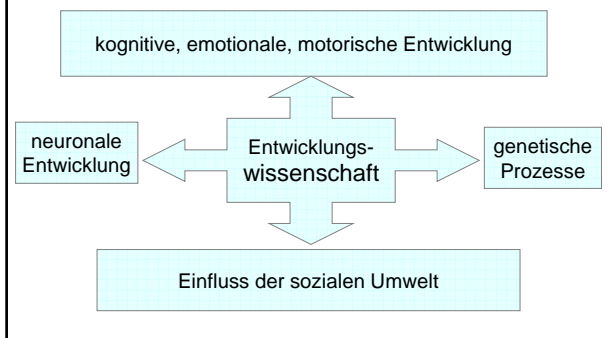 kognitive, emotionale, motorische Entwicklung
neuronale
Entwicklung
Entwicklungs-
wissenschaft
genetische
Prozesse
Einfluss der sozialen Umwelt